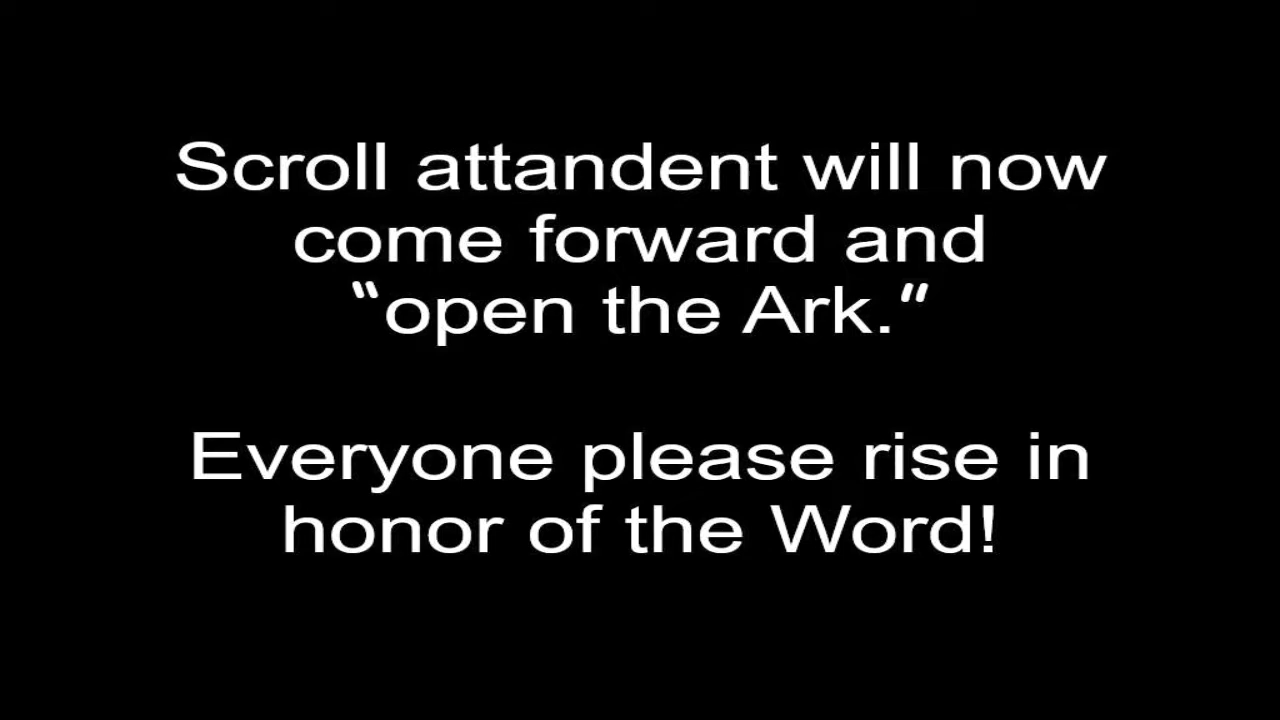 Scroll attandent will now
come forward and
“open the Ark.”
Everyone please rise in
honor of the Word!